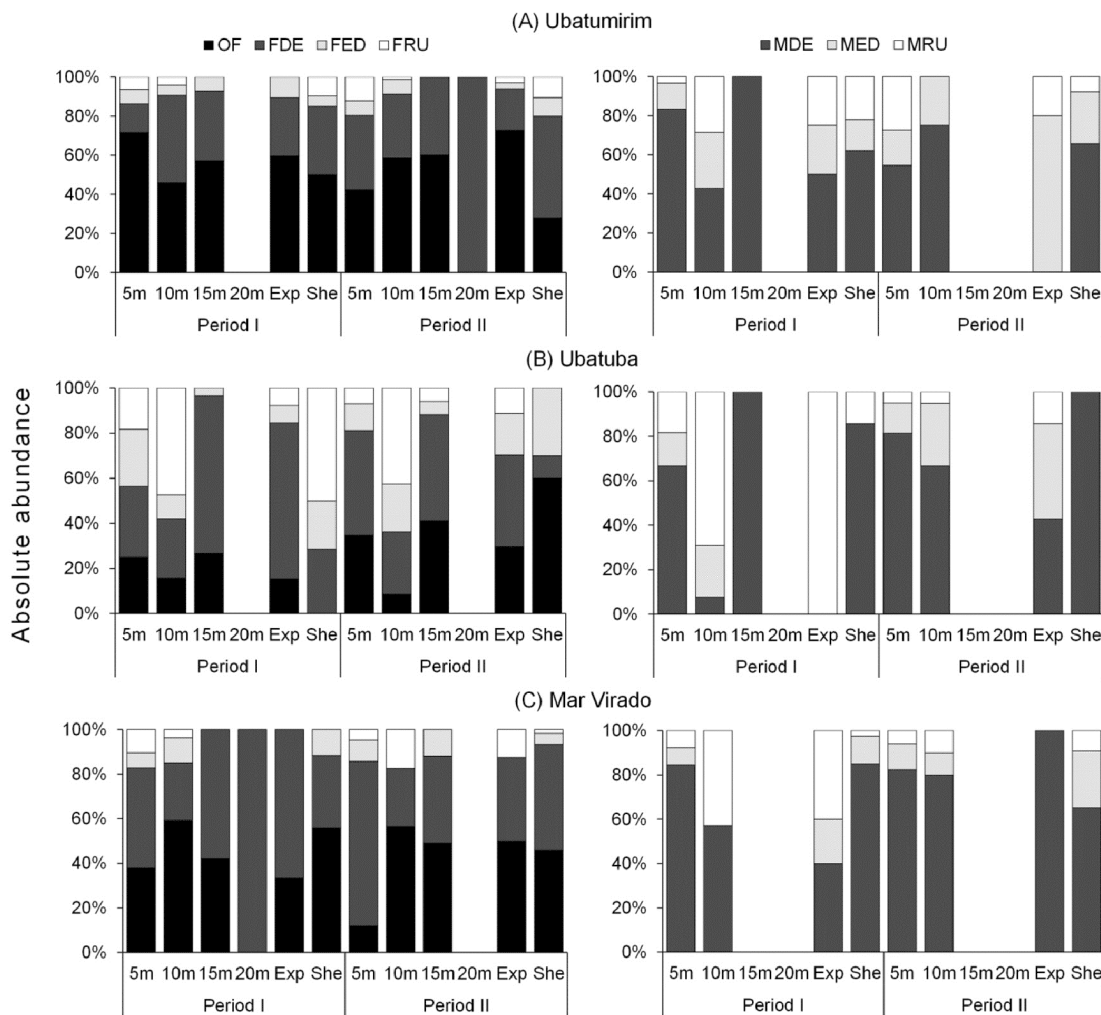 (A) Ubatumirim
OF FDE FED FRU
MDE MED MRU
100%
80%
60%
40%
20%
0%
5m 10m 15m 20m Exp She 5m 10m 15m 20m Exp She
Period I Period II
100%
80%
60%
40%
20%
0%
5m 10m 15m 20m Exp She 5m 10m 15m 20m Exp She
Period I Period II
(B) Ubatuba
Absolute abundance
100%
80%
60%
40%
20%
0%
5m 10m 15m 20m Exp She 5m 10m 15m 20m Exp She
Period I Period II
100%
80%
60%
40%
20%
0%
5m 10m 15m 20m Exp She 5m 10m 15m 20m Exp She
Period I Period II
(C) Mar Virado
100%
80%
60%
40%
20%
0%
5m 10m 15m 20m Exp She 5m 10m 15m 20m Exp She
Period I Period II
100%
80%
60%
40%
20%
0%
5m 10m 15m 20m Exp She 5m 10m 15m 20m Exp She
Period I Period II